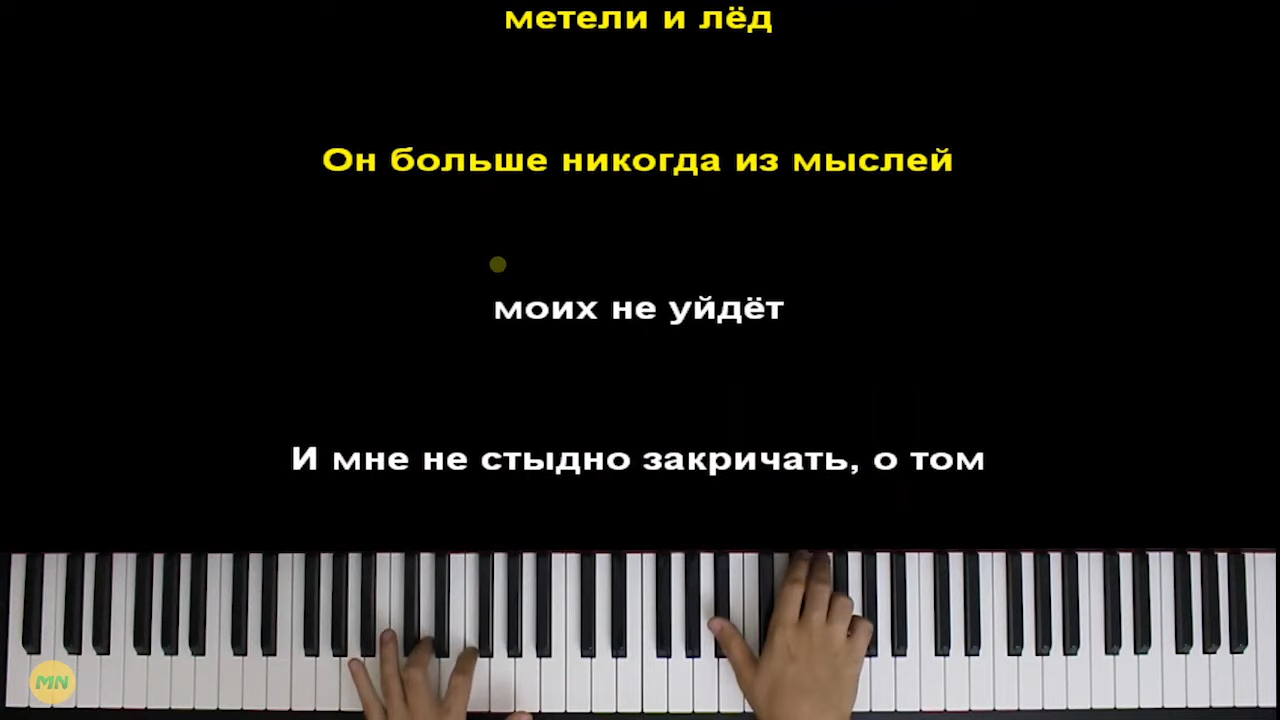 метели и лёд
Он больше никогда из мыслей
моих не уйдёт
И мне не стыдно закричать, о том
MN